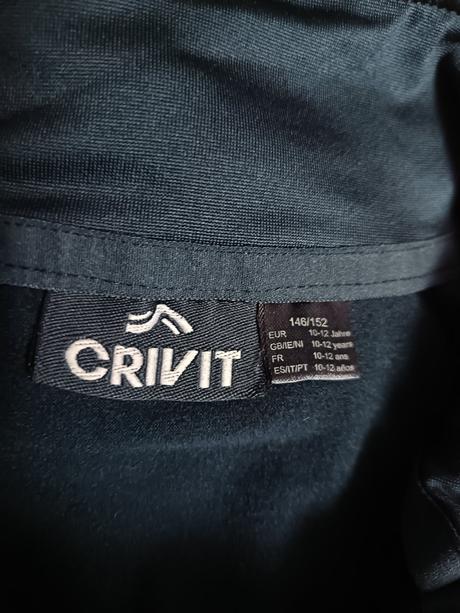 CRIVIT
146/152
EUR 10-12 Jahre
GB/IE/NI 10-12 years
FR 10-12 ans
ES/IT/PT 10-12 años